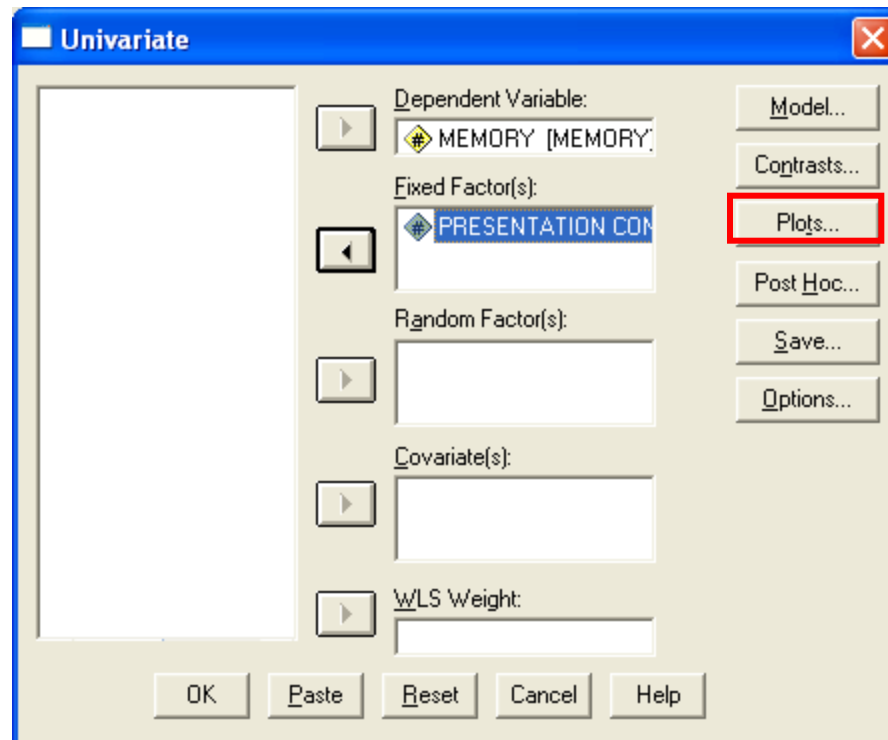 Univariate
Dependent Variable:
# MEMORY [MEMORY]
Fixed Factor(s):
# PRESENTATION CON
Random Factor(s):
Covariate(s):
WLS Weight:
Model...
Contrasts...
Plots...
Post Hoc...
Save...
Options...
OK Paste Reset Cancel Help